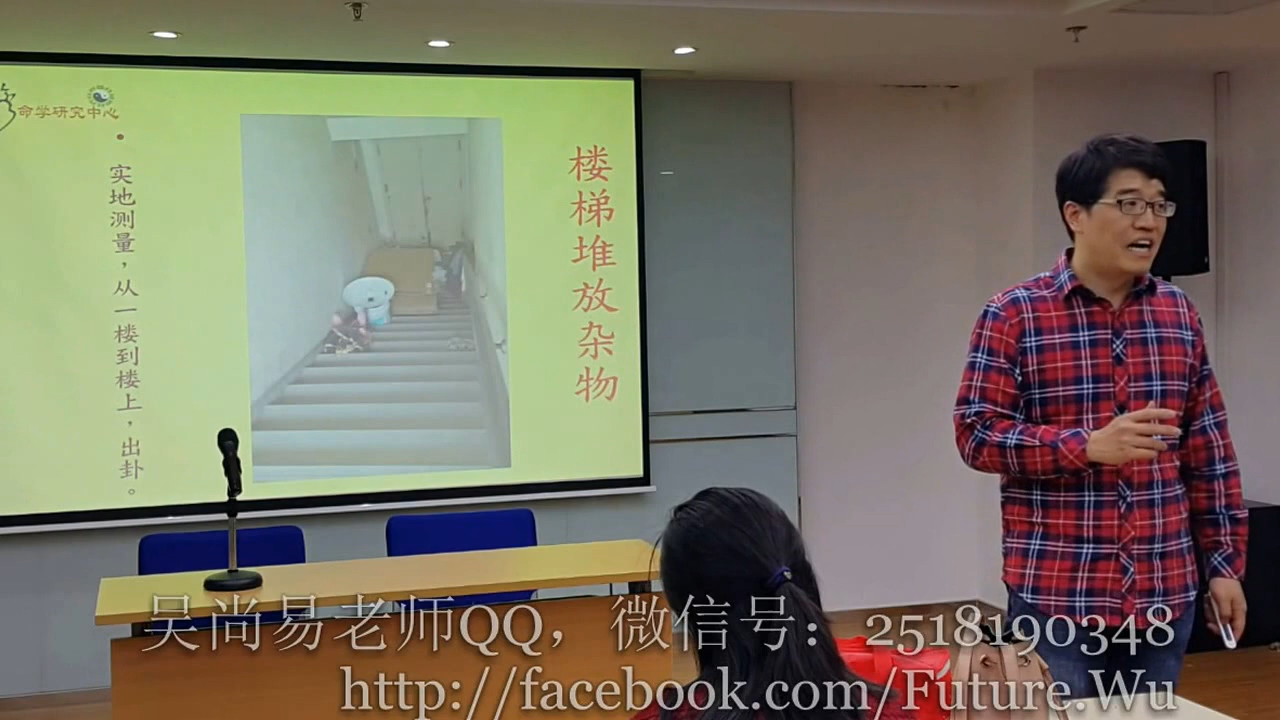 命学研究中心
楼梯堆放杂物
• 实地测量，从一楼到楼上，出卦。
吴尚易老师QQ，微信号：2518190348
http://facebook.com/Future.Wu